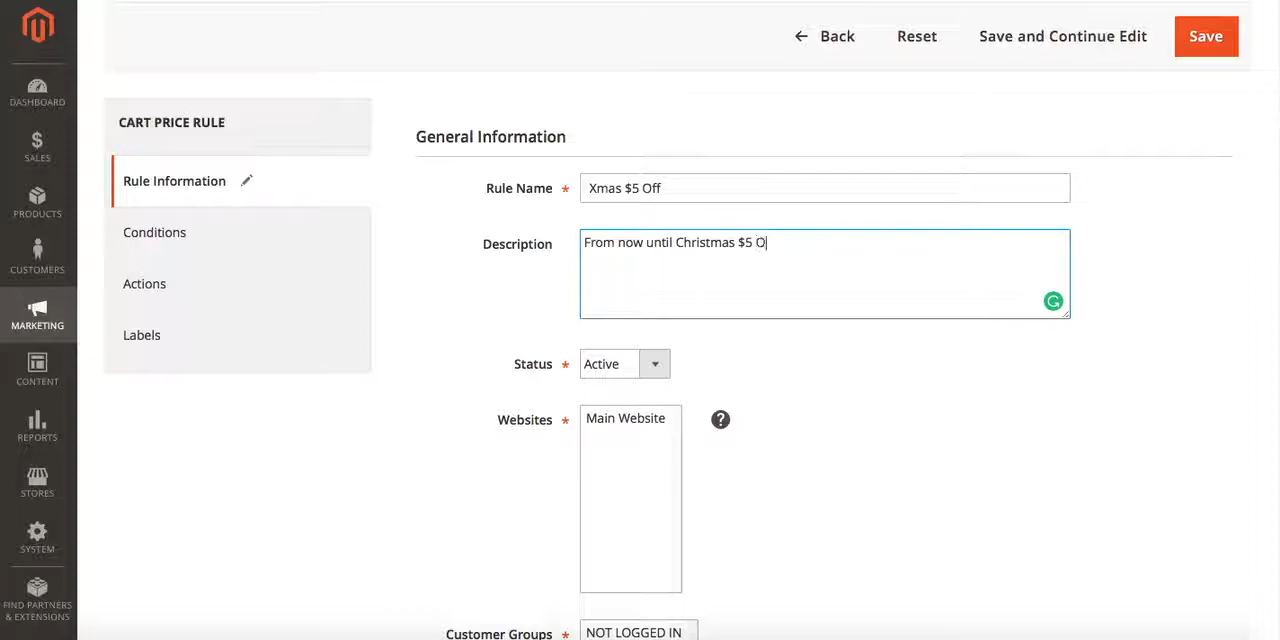 Back
Reset
Save and Continue Edit
Save
DASHBOARD
SALES
PRODUCTS
CUSTOMERS
MARKETING
CONTENT
REPORTS
STORES
SYSTEM
FIND PARTNERS
& EXTENSIONS
CART PRICE RULE
Rule Information
Conditions
Actions
Labels
General Information
Rule Name *
Xmas $5 Off
Description
From now until Christmas $5 O
Status *
Active
Websites *
Main Website
?
Customer Groups *
NOT LOGGED IN